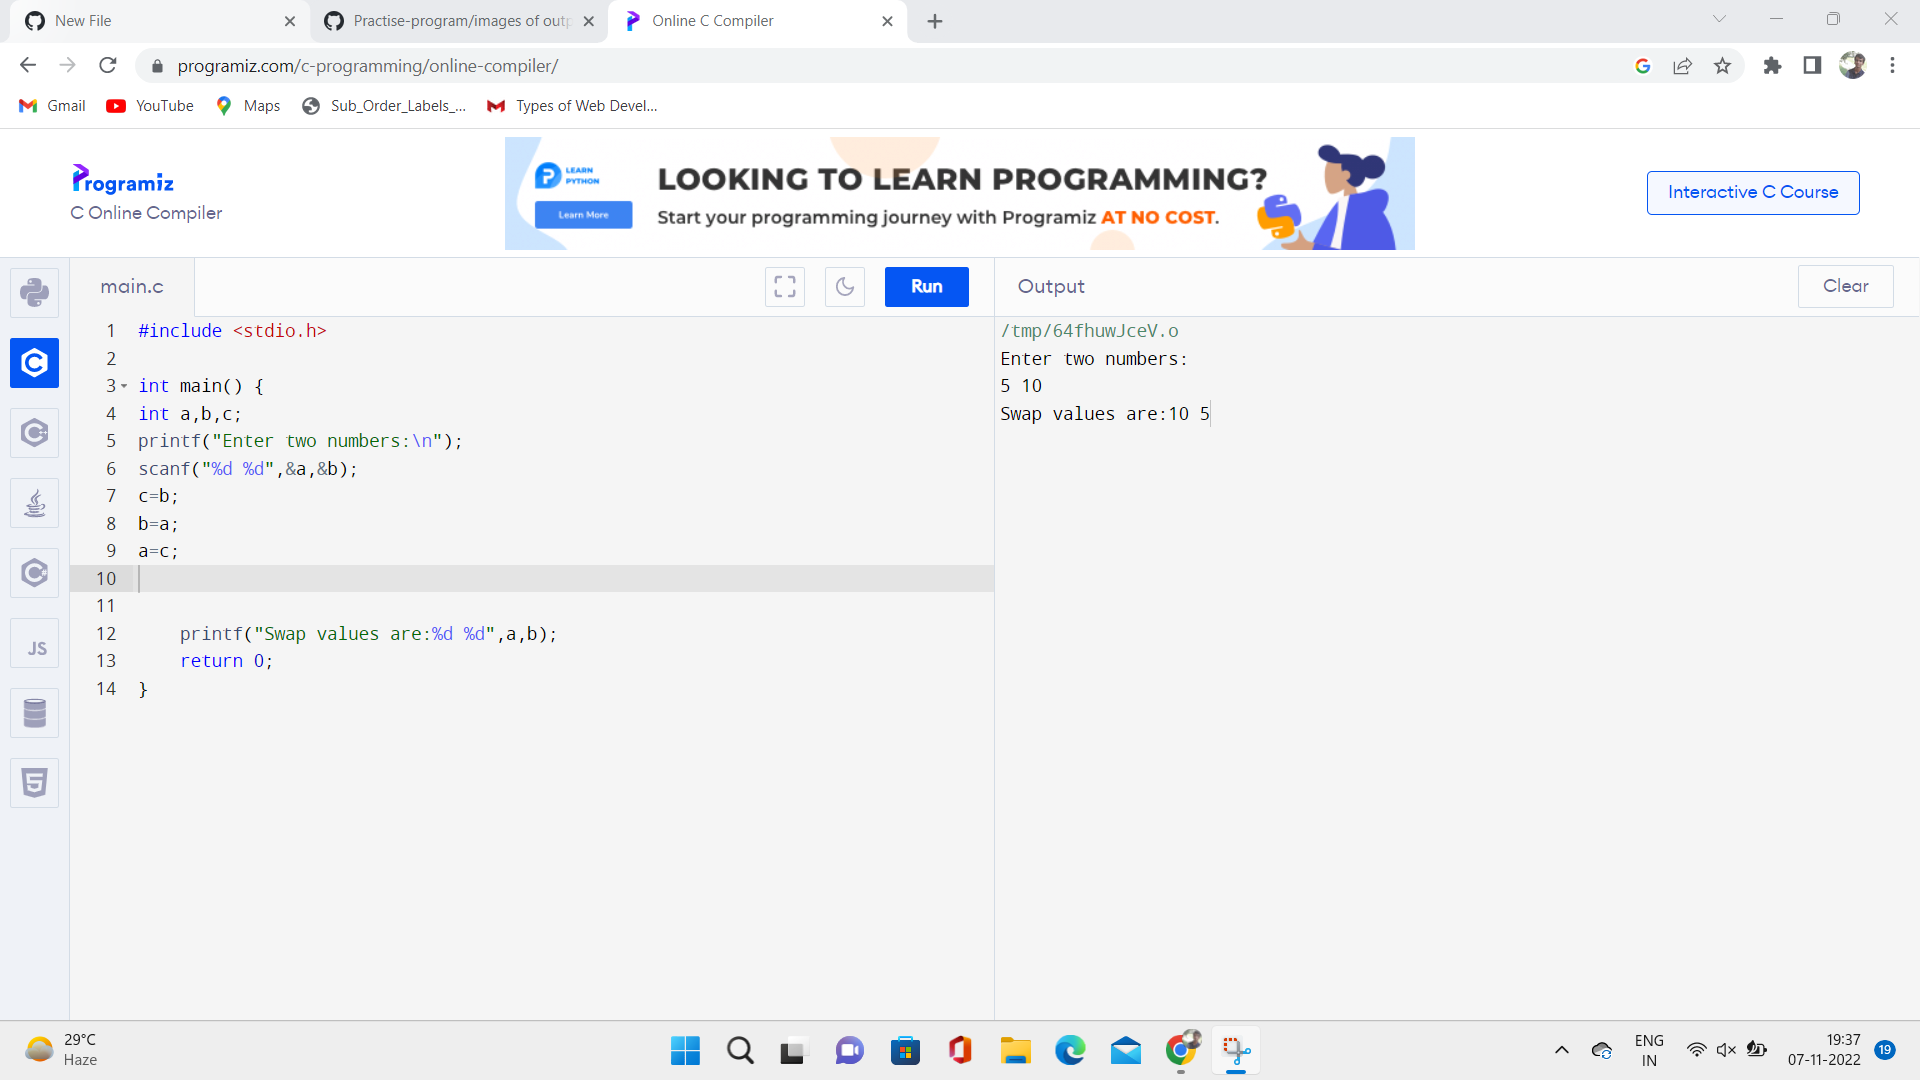 New File
Practise-program/images of outp
Online C Compiler
programiz.com/c-programming/online-compiler/
Gmail
YouTube
Maps
Sub_Order_Labels_...
Types of Web Devel...
Programiz
C Online Compiler
LEARN PYTHON
Learn More
LOOKING TO LEARN PROGRAMMING?
Start your programming journey with Programiz AT NO COST.
Interactive C Course
main.c
Run
Output
Clear
1 #include <stdio.h>
2
3 int main() {
4 int a,b,c;
5 printf("Enter two numbers:\n");
6 scanf("%d %d",&a,&b);
7 c=b;
8 b=a;
9 a=c;
10
11
12     printf("Swap values are:%d %d",a,b);
13     return 0;
14 }
/tmp/64fhuwJceV.o
Enter two numbers:
5 10
Swap values are:10 5
JS
29°C
Haze
ENG
IN
19:37
07-11-2022
19